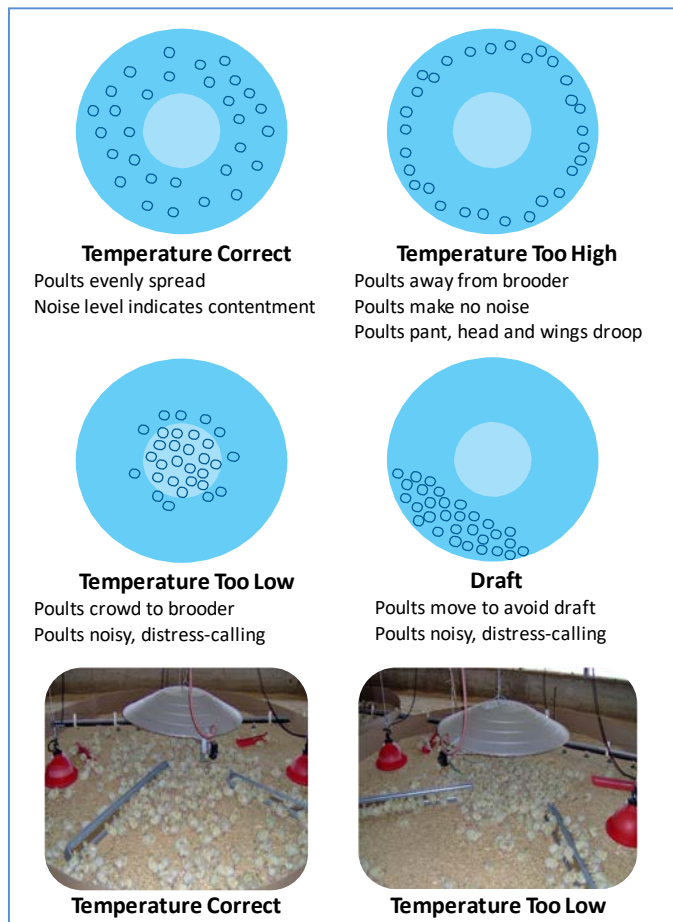 Temperature Correct
Poults evenly spread
Noise level indicates contentment
Temperature Too High
Poults away from brooder
Poults make no noise
Poults pant, head and wings droop
Temperature Too Low
Poults crowd to brooder
Poults noisy, distress-calling
Draft
Poults move to avoid draft
Poults noisy, distress-calling
Temperature Correct
Temperature Too Low